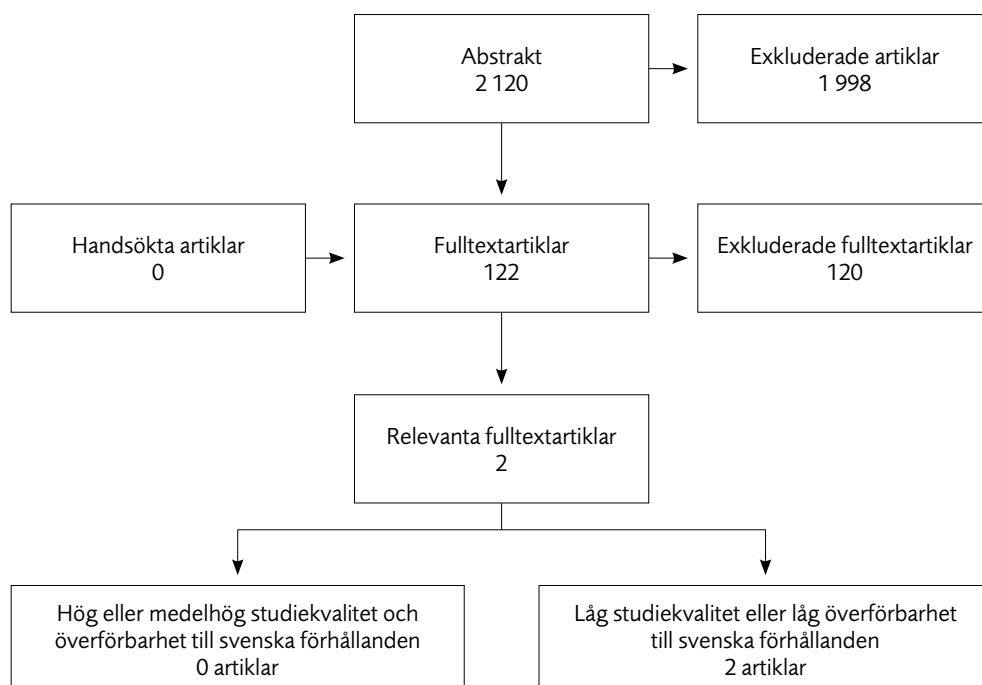 Abstrakt
2 120
Exkluderade artiklar
1 998
Handsökta artiklar
0
Fulltextartiklar
122
Exkluderade fulltextartiklar
120
Relevanta fulltextartiklar
2
Hög eller medelhög studiekvalitet och
överförbarhet till svenska förhållanden
0 artiklar
Låg studiekvalitet eller låg överförbarhet
till svenska förhållanden
2 artiklar